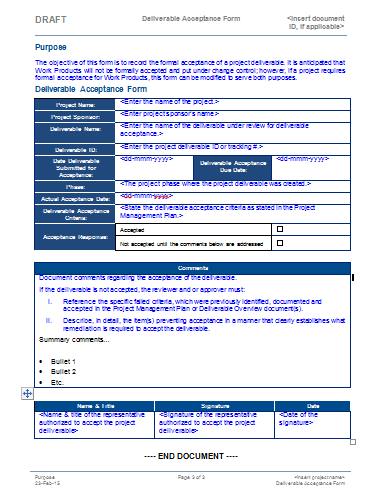 DRAFT
Deliverable Acceptance Form
<Insert document
ID, if applicable>
Purpose
The objective of this form is to record the formal acceptance of a project deliverable. It is anticipated that
Work Products will not be formally accepted and put under change control; however, if a project requires
formal acceptance for Work Products, this form can be modified to serve both purposes.
Deliverable Acceptance Form
Project Name:
<Enter the name of the project.>
Project Sponsor:
<Enter project sponsor's name>
Deliverable Name:
<Enter the name of the deliverable under review for deliverable
acceptance.>
Deliverable ID:
<Enter the project deliverable ID or tracking #.>
Date Deliverable
Submitted for
Acceptance:
<dd-mmm-yyyy>
Deliverable Acceptance
Due Date:
<dd-mmm-yyyy>
Phase:
<The project phase where the project deliverable was created.>
Actual Acceptance Date:
<dd-mmm-yyyy>
Deliverable Acceptance
Criteria:
<State the deliverable acceptance criteria as stated in the Project
Management Plan.>
Acceptance Response:
Accepted
Not accepted until the comments below are addressed
Comments
Document comments regarding the acceptance of the deliverable.
If the deliverable is not accepted, the reviewer and or approver must:
I. Reference the specific failed criteria, which were previously identified, documented and
accepted in the Project Management Plan or Deliverable Overview document(s).
II. Describe, in detail, the item(s) preventing acceptance in a manner that clearly establishes what
remediation is required to accept the deliverable.
Summary comments...
• Bullet 1
• Bullet 2
• Etc.
Name & Title
Signature
Date
<Name & title of the representative
authorized to accept the project
deliverable>
<Signature of the representative
authorized to accept the project
deliverable>
<Date of the
signature>
---- END DOCUMENT ----
Purpose
23-Feb-15
Page 3 of 3
<Insert project name>
Deliverable Acceptance Form